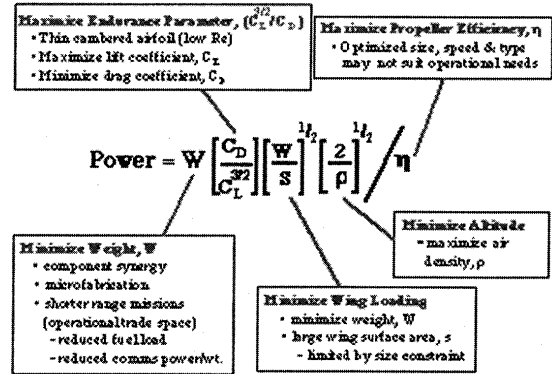 Maximize Endurance Parameter, (C_L^3/2/C_D)
• Thin cambered airfoil (low Re)
• Maximize lift coefficient, C_L
• Minimize drag coefficient, C_D
Maximize Propeller Efficiency, η
• Optimized size, speed & type
may not suit operational needs
Power = W [C_D/C_L^3/2] [W/S]^1/2 [2/ρ]^1/2 / η
Minimize Weight, W
• component synergy
• microfabrication
• shorter range missions
(operational trade space)
- reduced fuel load
- reduced comms power/wt.
Minimize Wing Loading
• minimize weight, W
• large wing surface area, s
- limited by size constraint
Minimize Altitude
- maximize air
density, ρ